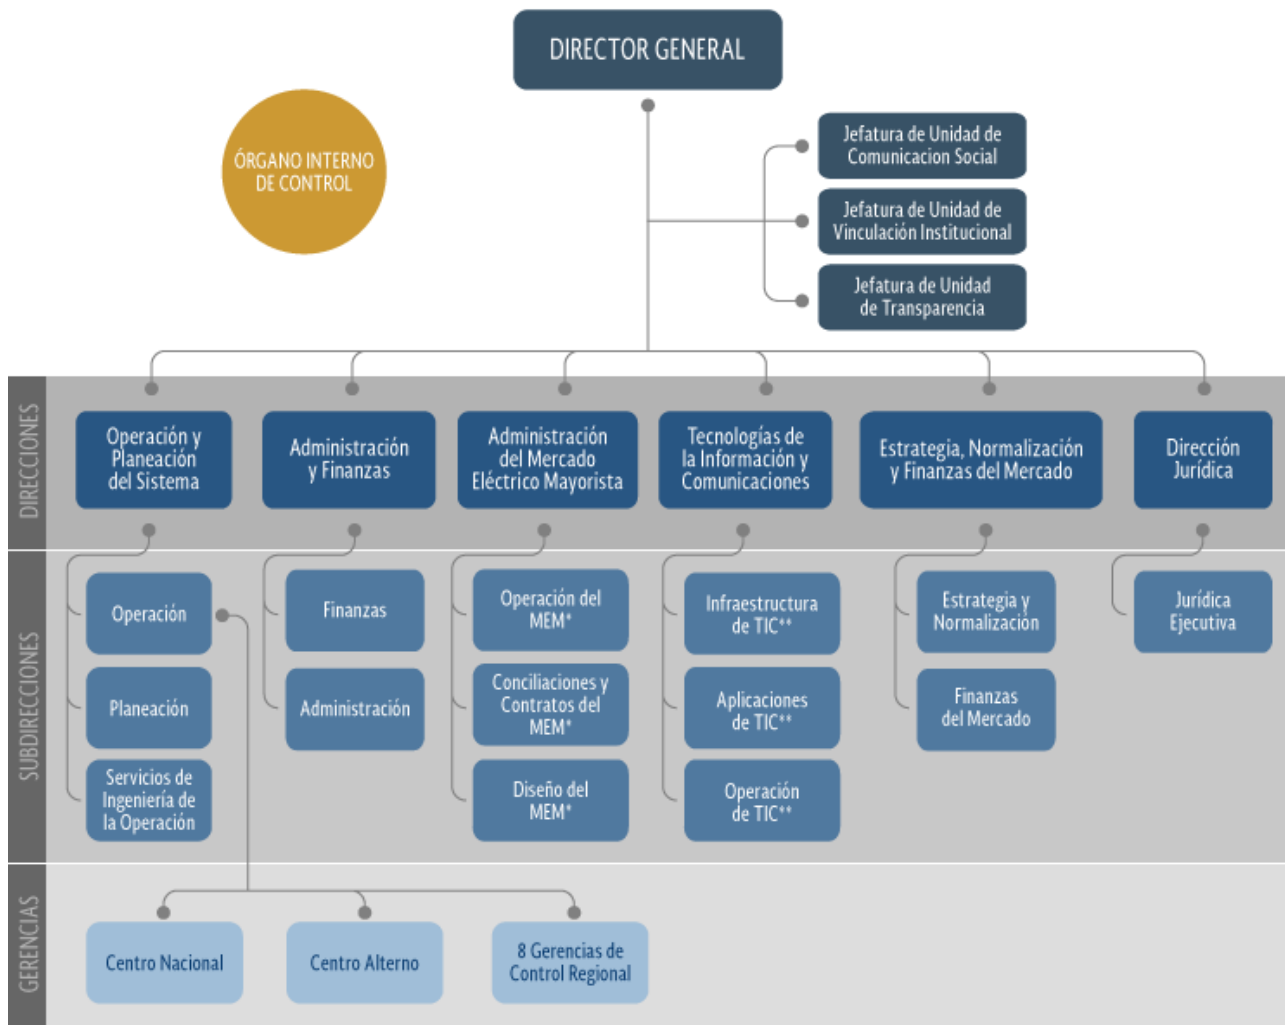 DIRECTOR GENERAL
ÓRGANO INTERNO
DE CONTROL
Jefatura de Unidad de
Comunicacion Social
Jefatura de Unidad de
Vinculación Institucional
Jefatura de Unidad
de Transparencia
DIRECCIONES
Operación y
Planeación
del Sistema
Administración
y Finanzas
Administración
del Mercado
Eléctrico Mayorista
Tecnologías de
la Información y
Comunicaciones
Estrategia, Normalización
y Finanzas del Mercado
Dirección
Jurídica
SUBDIRECCIONES
Operación
Planeación
Servicios de
Ingeniería de
la Operación
Finanzas
Administración
Operación del
MEM*
Conciliaciones y
Contratos del
MEM*
Diseño del
MEM*
Infraestructura
de TIC**
Aplicaciones
de TIC**
Operación
de TIC**
Estrategia y
Normalización
Finanzas
del Mercado
Jurídica
Ejecutiva
GERENCIAS
Centro Nacional
Centro Alterno
8 Gerencias de
Control Regional